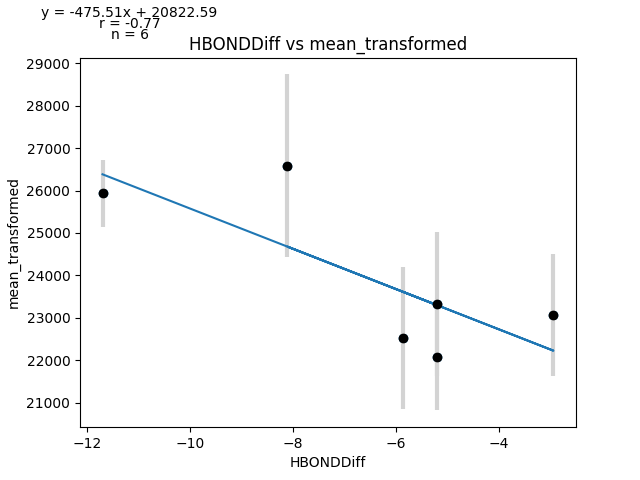 y = -475.51x + 20822.59
r = -0.77
n = 6
HBONDDiff vs mean_transformed
29000
28000
27000
26000
25000
24000
23000
22000
21000
mean_transformed
−12
−10
−8
−6
−4
HBONDDiff